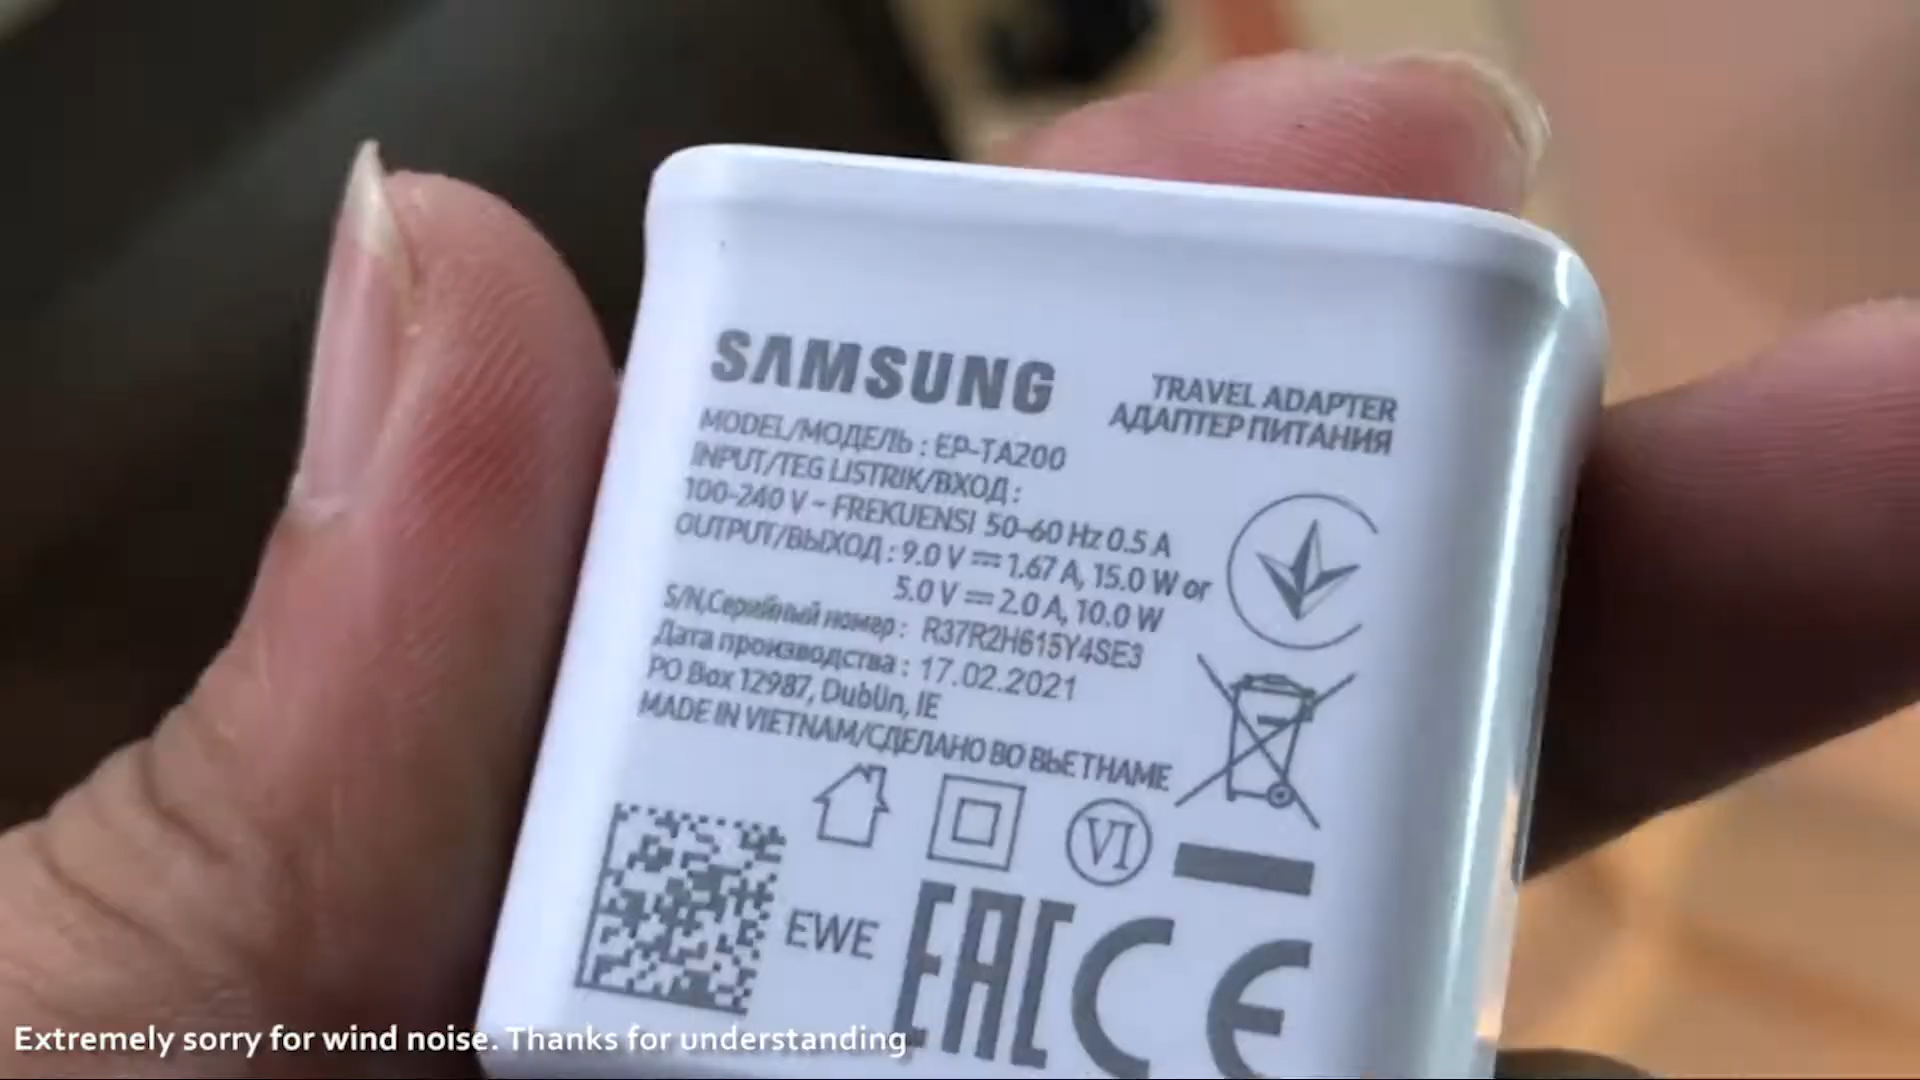 SAMSUNG
TRAVEL ADAPTER
АДАПТЕР ПИТАНИЯ
MODEL/МОДЕЛЬ : EP-TA200
INPUT/TEG LISTRIK/ВХОД :
100-240 V ~ FREKUENSI 50-60 Hz 0.5 A
OUTPUT/ВЫХОД : 9.0 V ⎓ 1.67 A, 15.0 W or
5.0 V ⎓ 2.0 A, 10.0 W
S/N,Серийный номер : R37R2H615Y4SE3
Дата производства : 17.02.2021
PO Box 12987, Dublin, IE
MADE IN VIETNAM/СДЕЛАНО ВО ВЬЕТНАМЕ
VI
EWE
EAC CE
Extremely sorry for wind noise. Thanks for understanding